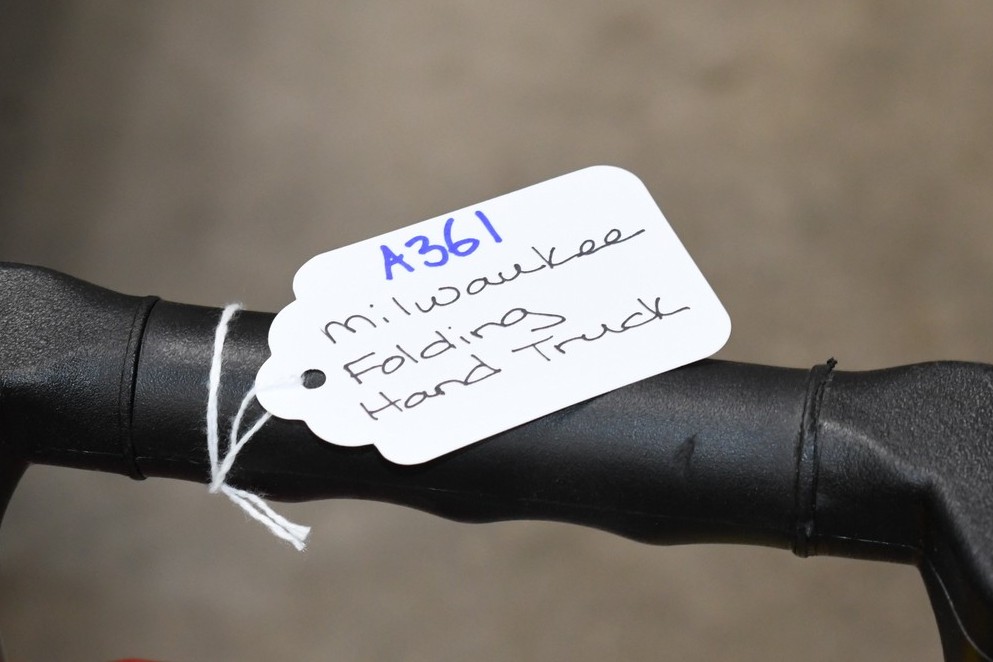 A361
Milwaukee
Folding
Hand Truck